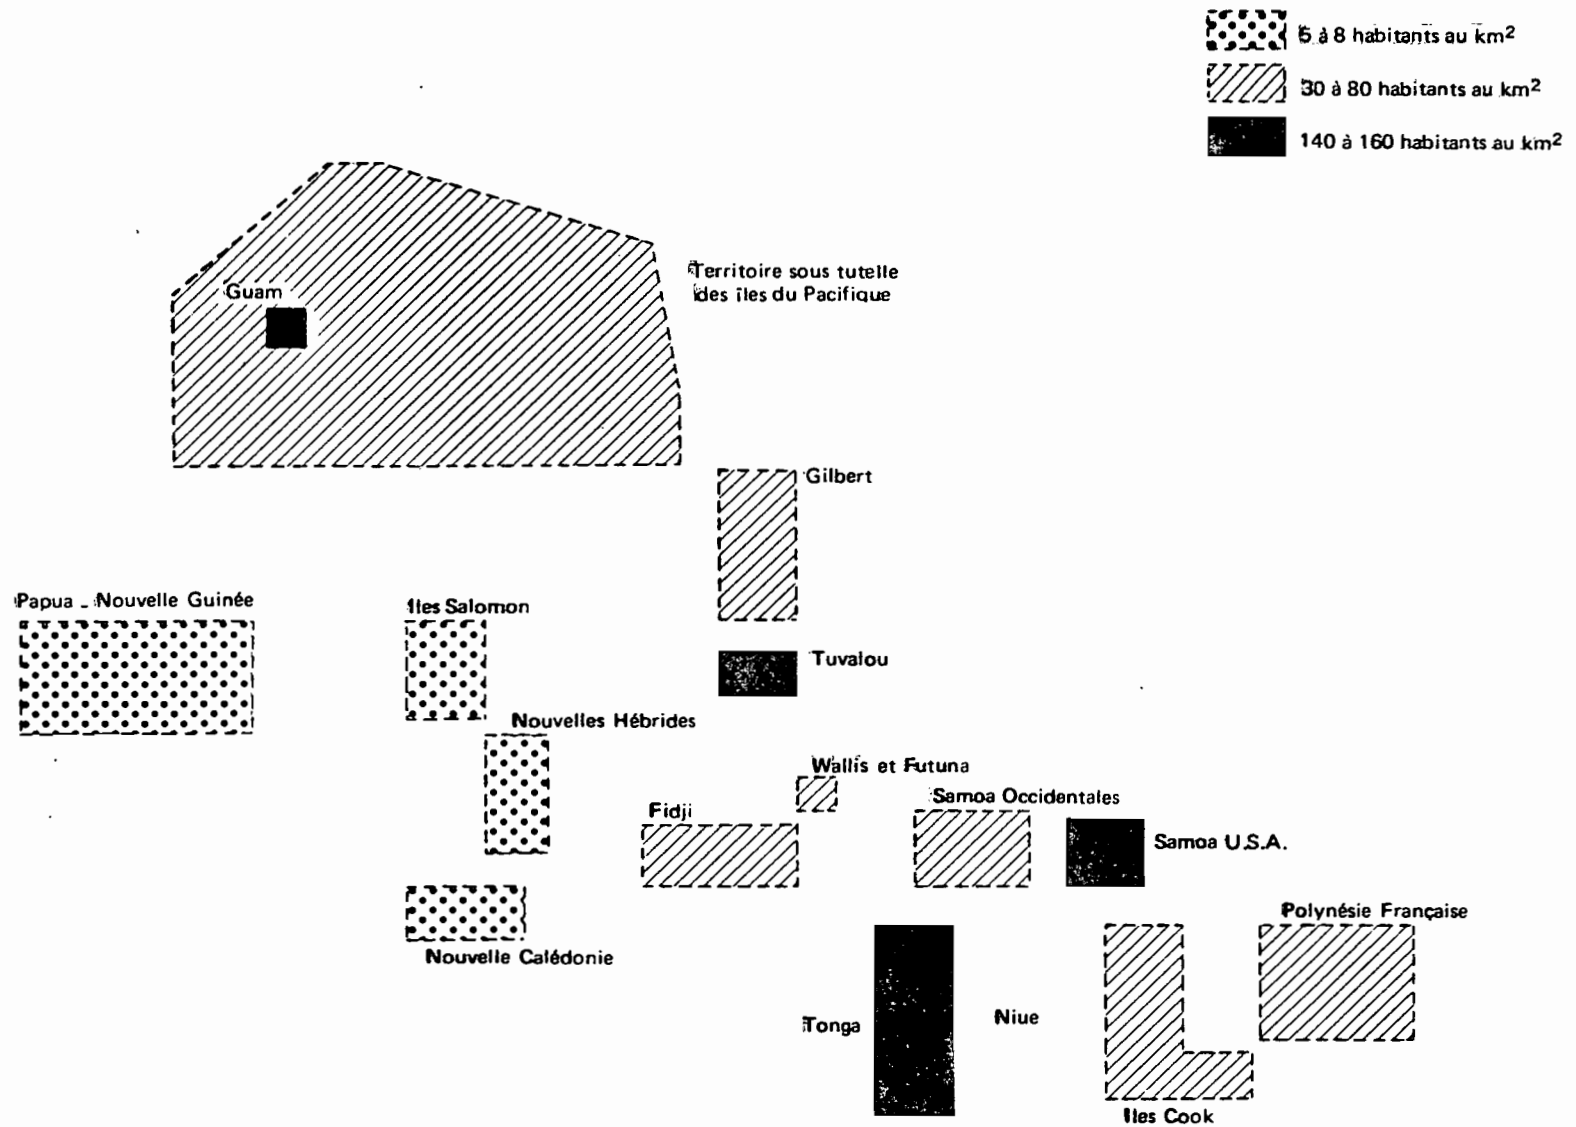 5 à 8 habitants au km²
30 à 80 habitants au km²
140 à 160 habitants au km²
Territoire sous tutelle
des îles du Pacifique
Guam
Gilbert
Papua - Nouvelle Guinée
Iles Salomon
Tuvalou
Nouvelles Hébrides
Wallis et Futuna
Samoa Occidentales
Fidji
Samoa U.S.A.
Polynésie Française
Nouvelle Calédonie
Tonga
Niue
Iles Cook